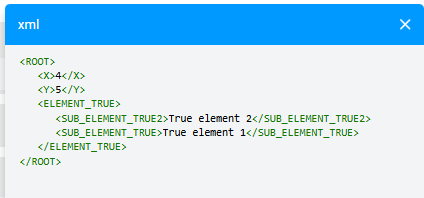 xml
<ROOT>
<X>4</X>
<Y>5</Y>
<ELEMENT_TRUE>
<SUB_ELEMENT_TRUE2>True element 2</SUB_ELEMENT_TRUE2>
<SUB_ELEMENT_TRUE>True element 1</SUB_ELEMENT_TRUE>
</ELEMENT_TRUE>
</ROOT>